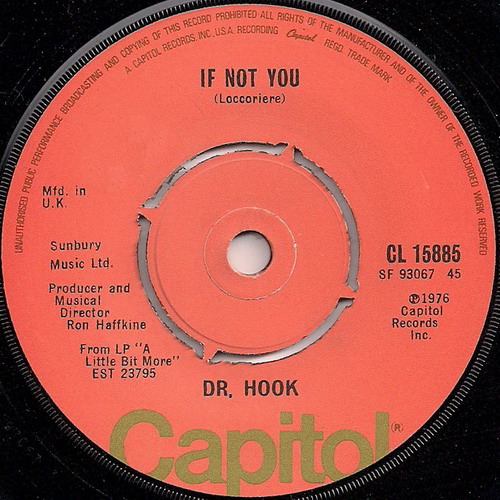 UNAUTHORISED PUBLIC PERFORMANCE BROADCASTING AND COPYING OF THIS RECORD PROHIBITED ALL RIGHTS OF THE MANUFACTURER AND OF THE OWNER OF THE RECORDED WORK RESERVED
A CAPITOL RECORDS, INC., U.S.A. RECORDING Capitol REGD. TRADE MARK
IF NOT YOU
(Loccoriere)
Mfd. in
U.K.
Sunbury
Music Ltd.
Producer and
Musical
Director
Ron Haffkine
From LP "A
Little Bit More"
EST 23795
CL 15885
SF 93067 45
℗1976
Capitol
Records
Inc.
DR. HOOK
Capitol®